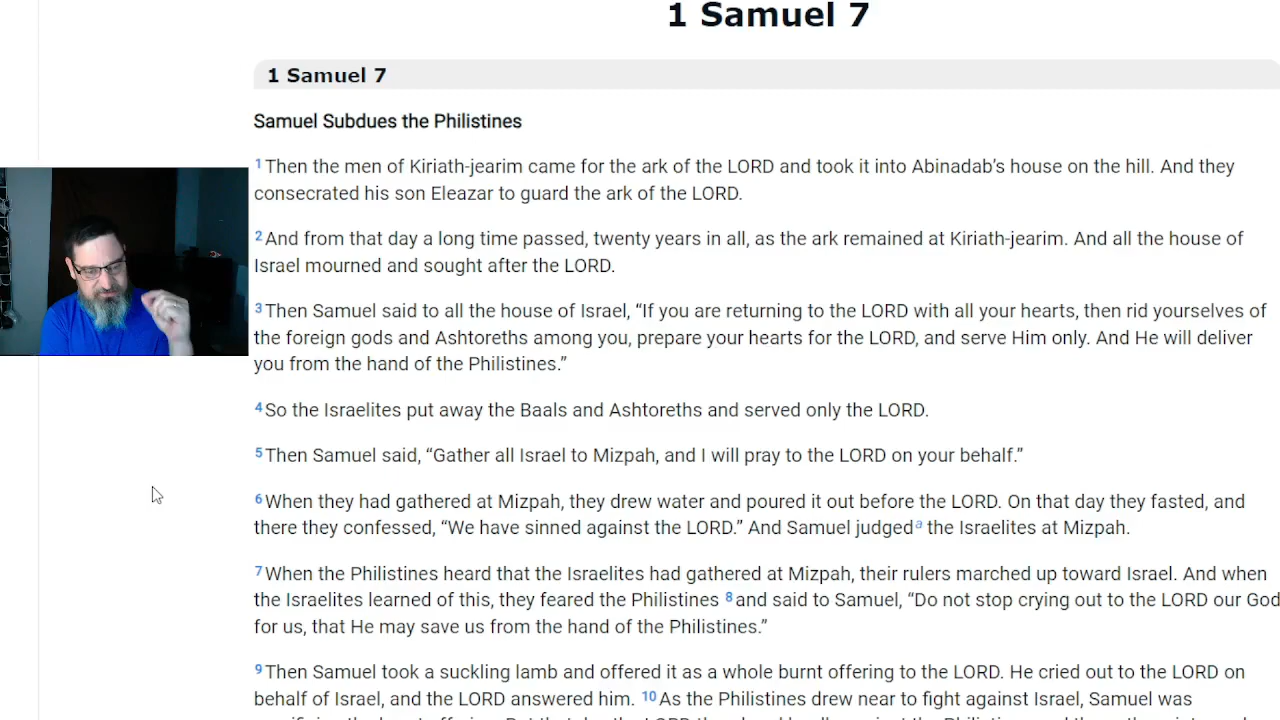 1 Samuel 7
1 Samuel 7
Samuel Subdues the Philistines
1 Then the men of Kiriath-jearim came for the ark of the LORD and took it into Abinadab’s house on the hill. And they
consecrated his son Eleazar to guard the ark of the LORD.
2 And from that day a long time passed, twenty years in all, as the ark remained at Kiriath-jearim. And all the house of
Israel mourned and sought after the LORD.
3 Then Samuel said to all the house of Israel, “If you are returning to the LORD with all your hearts, then rid yourselves of
the foreign gods and Ashtoreths among you, prepare your hearts for the LORD, and serve Him only. And He will deliver
you from the hand of the Philistines.”
4 So the Israelites put away the Baals and Ashtoreths and served only the LORD.
5 Then Samuel said, “Gather all Israel to Mizpah, and I will pray to the LORD on your behalf.”
6 When they had gathered at Mizpah, they drew water and poured it out before the LORD. On that day they fasted, and
there they confessed, “We have sinned against the LORD.” And Samuel judged a the Israelites at Mizpah.
7 When the Philistines heard that the Israelites had gathered at Mizpah, their rulers marched up toward Israel. And when
the Israelites learned of this, they feared the Philistines 8 and said to Samuel, “Do not stop crying out to the LORD our God
for us, that He may save us from the hand of the Philistines.”
9 Then Samuel took a suckling lamb and offered it as a whole burnt offering to the LORD. He cried out to the LORD on
behalf of Israel, and the LORD answered him. 10 As the Philistines drew near to fight against Israel, Samuel was